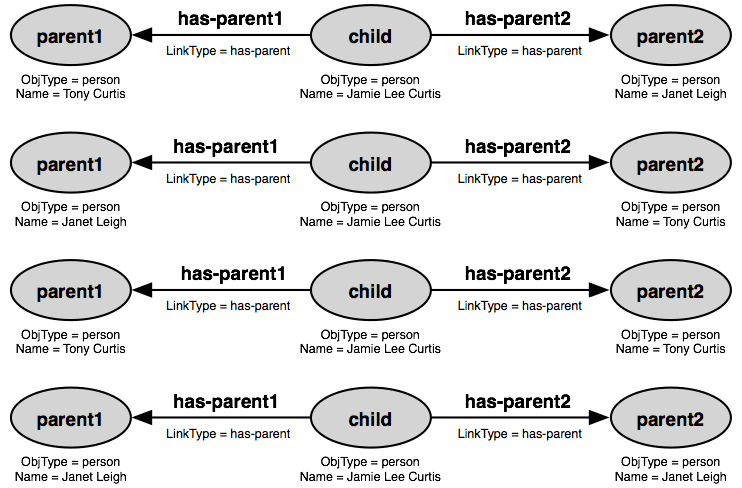 has-parent1 has-parent2
parent1 child parent2
LinkType = has-parent LinkType = has-parent
ObjType = person ObjType = person ObjType = person
Name = Tony Curtis Name = Jamie Lee Curtis Name = Janet Leigh
has-parent1 has-parent2
parent1 child parent2
LinkType = has-parent LinkType = has-parent
ObjType = person ObjType = person ObjType = person
Name = Janet Leigh Name = Jamie Lee Curtis Name = Tony Curtis
has-parent1 has-parent2
parent1 child parent2
LinkType = has-parent LinkType = has-parent
ObjType = person ObjType = person ObjType = person
Name = Tony Curtis Name = Jamie Lee Curtis Name = Tony Curtis
has-parent1 has-parent2
parent1 child parent2
LinkType = has-parent LinkType = has-parent
ObjType = person ObjType = person ObjType = person
Name = Janet Leigh Name = Jamie Lee Curtis Name = Janet Leigh